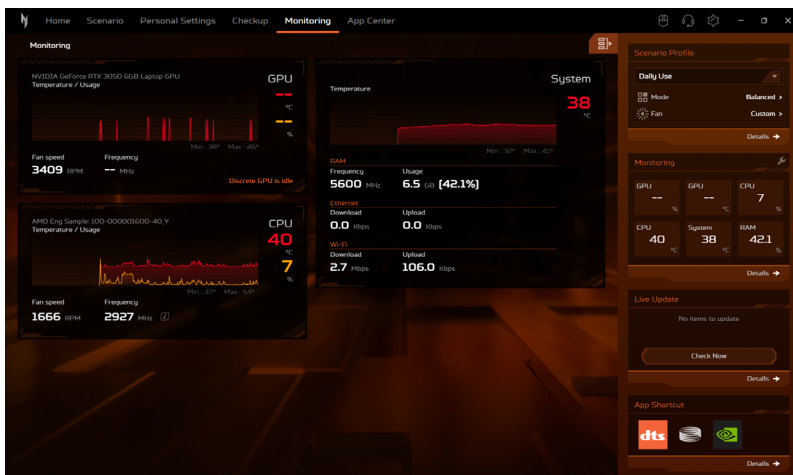 Home Scenario Personal Settings Checkup Monitoring App Center
Monitoring
NVIDIA GeForce RTX 3050 6GB Laptop GPU
Temperature / Usage
GPU
--
°C
--
%
Min : 38° Max : 46°
Fan speed Frequency
3409 RPM -- MHz
Discrete GPU is idle
AMD Eng Sample: 100-000001600-40_Y
Temperature / Usage
CPU
40
°C
7
%
Min : 37° Max : 54°
Fan speed Frequency
1666 RPM 2927 MHz i
System
Temperature
38
°C
Min : 32° Max : 41°
RAM
Frequency Usage
5600 MHz 6.5 GB (42.1%)
Ethernet
Download Upload
0.0 Kbps 0.0 Kbps
Wi-Fi
Download Upload
2.7 Mbps 106.0 Kbps
Scenario Profile
Daily Use
Mode Balanced >
Fan Custom >
Details
Monitoring
GPU GPU CPU
-- % -- °C 7 %
CPU System RAM
40 °C 38 °C 42.1 %
Details
Live Update
No items to update
Check Now
Details
App Shortcut
dts
Details